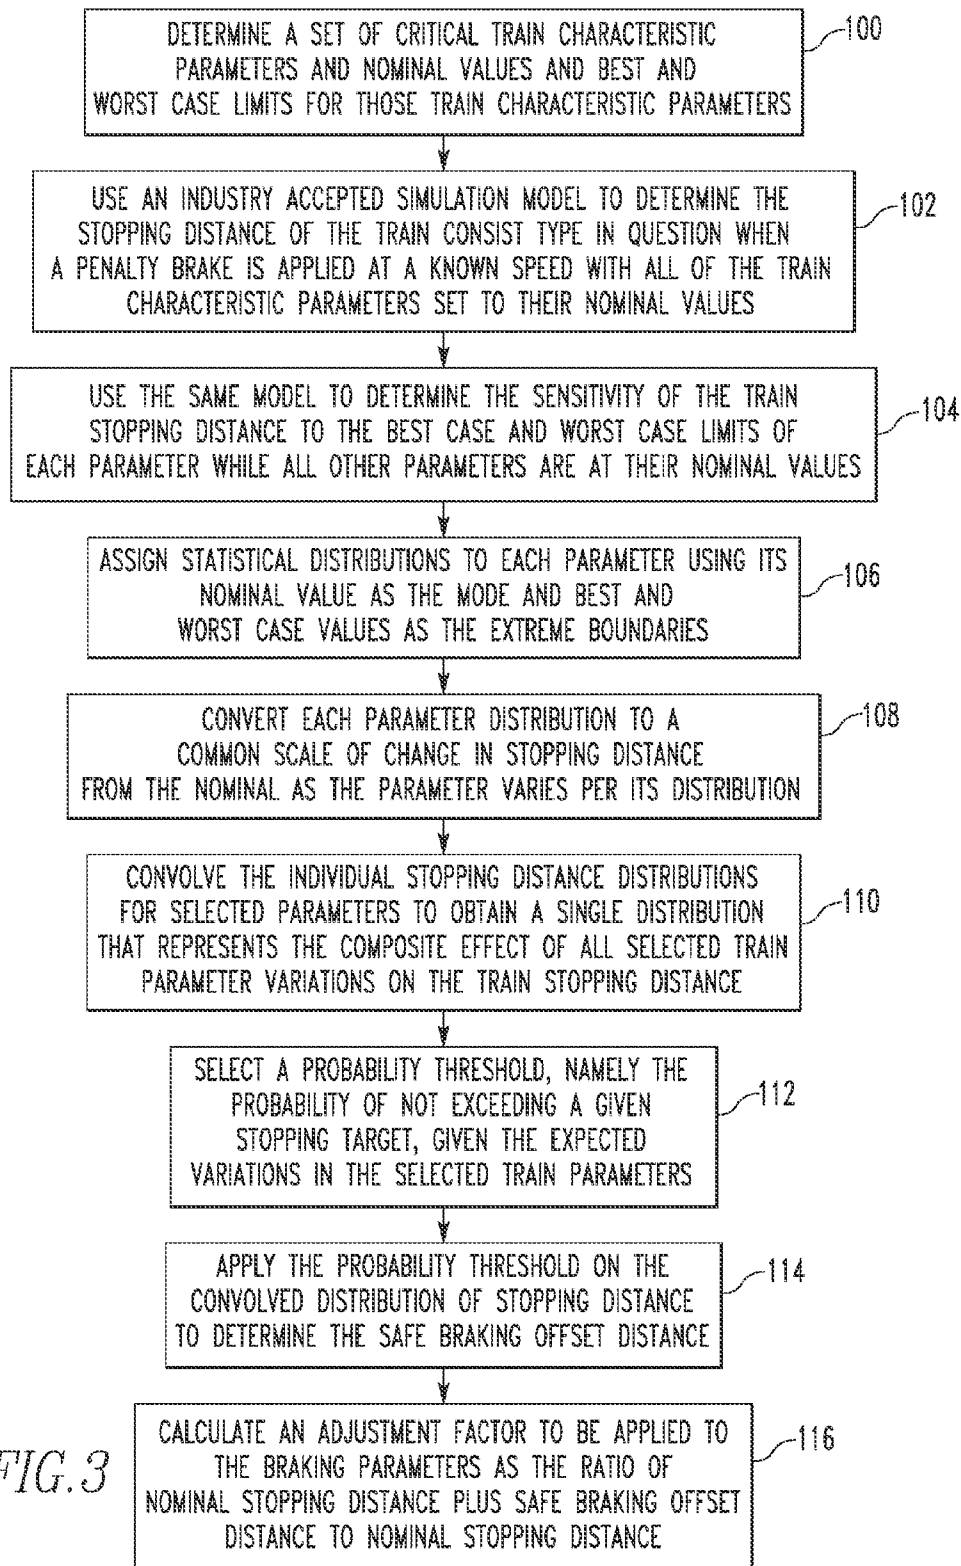 DETERMINE A SET OF CRITICAL TRAIN CHARACTERISTIC
PARAMETERS AND NOMINAL VALUES AND BEST AND
WORST CASE LIMITS FOR THOSE TRAIN CHARACTERISTIC PARAMETERS
100
USE AN INDUSTRY ACCEPTED SIMULATION MODEL TO DETERMINE THE
STOPPING DISTANCE OF THE TRAIN CONSIST TYPE IN QUESTION WHEN
A PENALTY BRAKE IS APPLIED AT A KNOWN SPEED WITH ALL OF THE TRAIN
CHARACTERISTIC PARAMETERS SET TO THEIR NOMINAL VALUES
102
USE THE SAME MODEL TO DETERMINE THE SENSITIVITY OF THE TRAIN
STOPPING DISTANCE TO THE BEST CASE AND WORST CASE LIMITS OF
EACH PARAMETER WHILE ALL OTHER PARAMETERS ARE AT THEIR NOMINAL VALUES
104
ASSIGN STATISTICAL DISTRIBUTIONS TO EACH PARAMETER USING ITS
NOMINAL VALUE AS THE MODE AND BEST AND
WORST CASE VALUES AS THE EXTREME BOUNDARIES
106
CONVERT EACH PARAMETER DISTRIBUTION TO A
COMMON SCALE OF CHANGE IN STOPPING DISTANCE
FROM THE NOMINAL AS THE PARAMETER VARIES PER ITS DISTRIBUTION
108
CONVOLVE THE INDIVIDUAL STOPPING DISTANCE DISTRIBUTIONS
FOR SELECTED PARAMETERS TO OBTAIN A SINGLE DISTRIBUTION
THAT REPRESENTS THE COMPOSITE EFFECT OF ALL SELECTED TRAIN
PARAMETER VARIATIONS ON THE TRAIN STOPPING DISTANCE
110
SELECT A PROBABILITY THRESHOLD, NAMELY THE
PROBABILITY OF NOT EXCEEDING A GIVEN
STOPPING TARGET, GIVEN THE EXPECTED
VARIATIONS IN THE SELECTED TRAIN PARAMETERS
112
APPLY THE PROBABILITY THRESHOLD ON THE
CONVOLVED DISTRIBUTION OF STOPPING DISTANCE
TO DETERMINE THE SAFE BRAKING OFFSET DISTANCE
114
CALCULATE AN ADJUSTMENT FACTOR TO BE APPLIED TO
THE BRAKING PARAMETERS AS THE RATIO OF
NOMINAL STOPPING DISTANCE PLUS SAFE BRAKING OFFSET
DISTANCE TO NOMINAL STOPPING DISTANCE
116
FIG.3